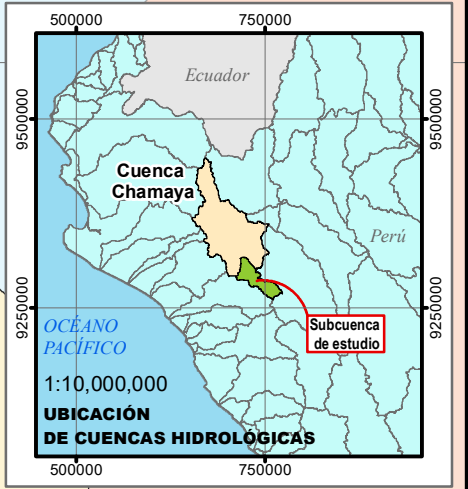 500000 750000
Ecuador
9500000 9500000
Cuenca
Chamaya
Perú
9250000 9250000
OCÉANO
PACÍFICO
Subcuenca
de estudio
1:10,000,000
UBICACIÓN
DE CUENCAS HIDROLÓGICAS
500000 750000